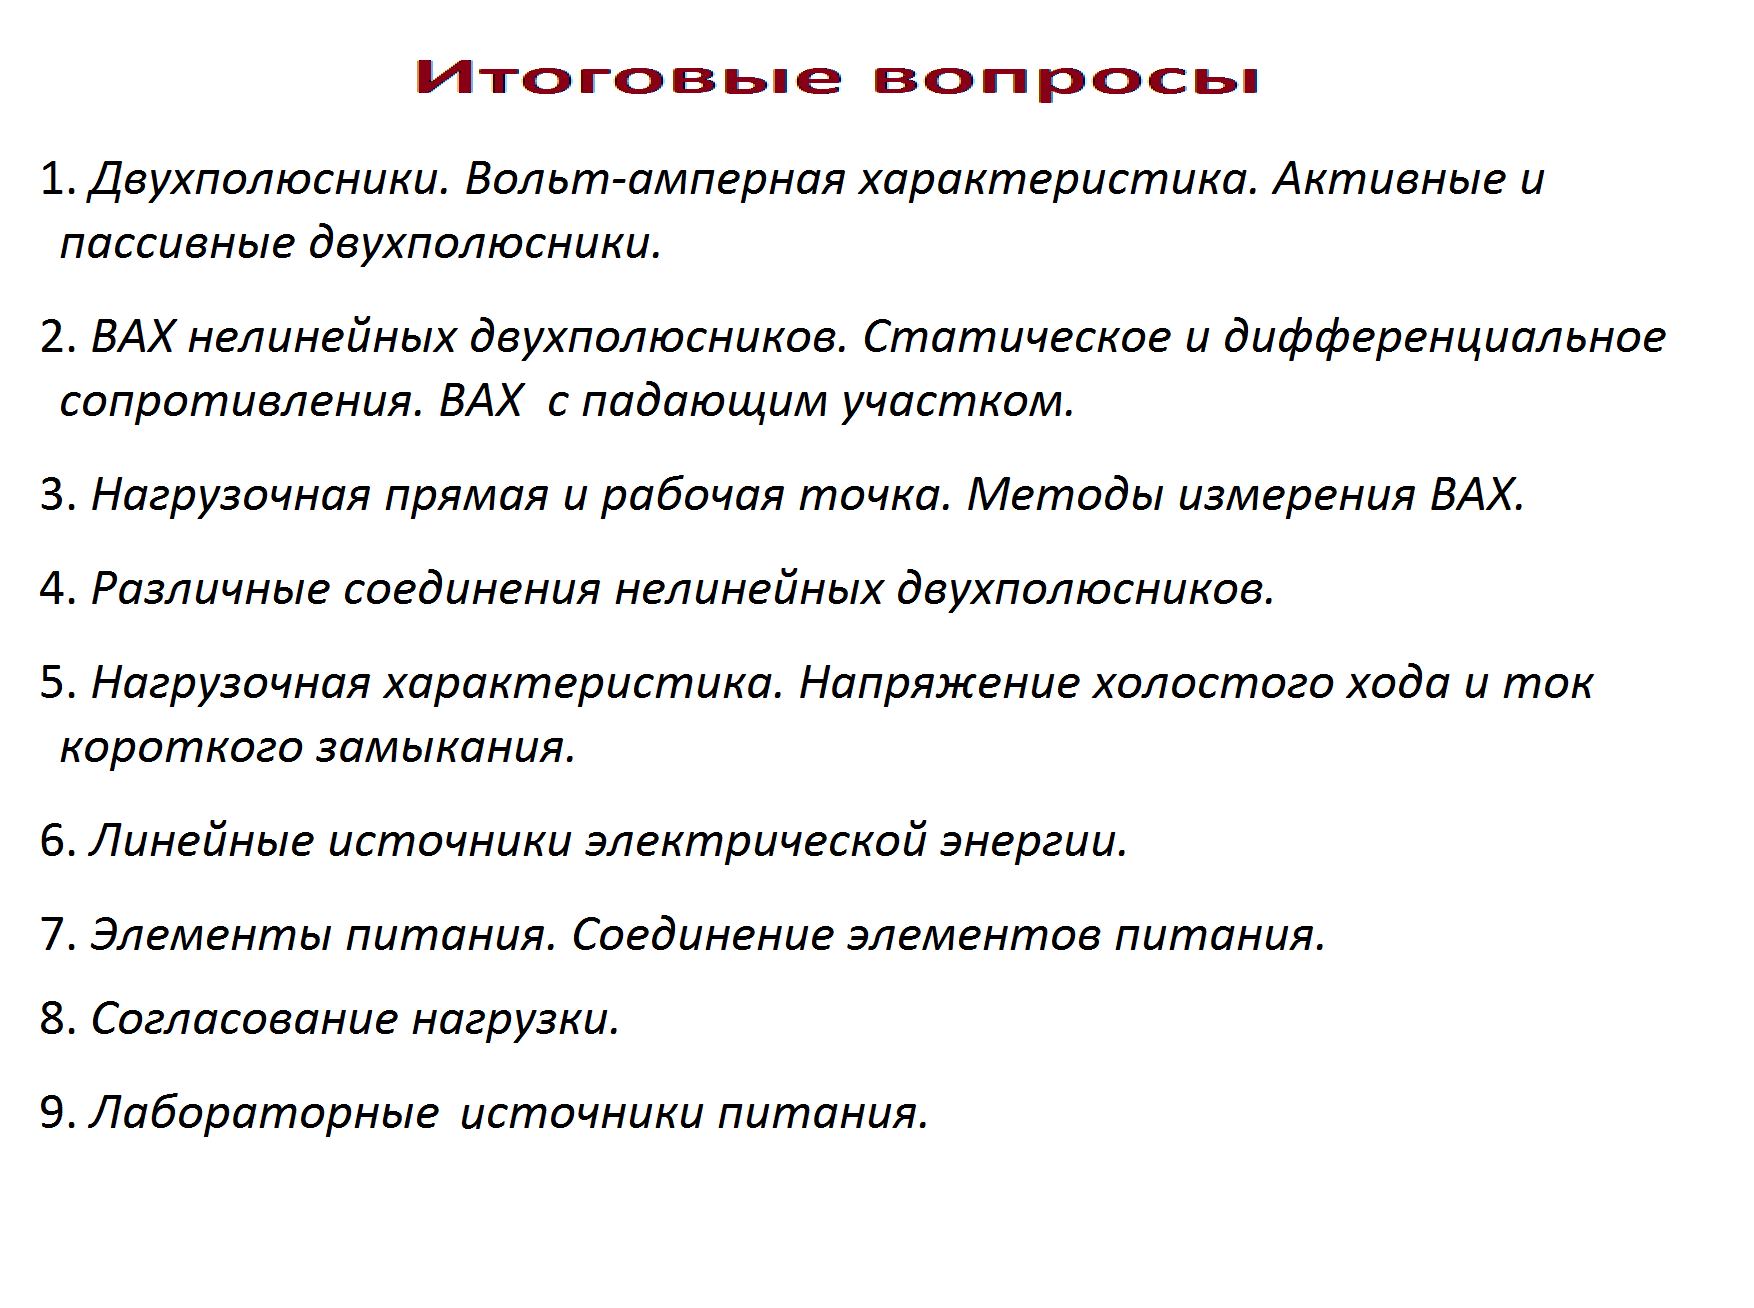 Итоговые вопросы
1. Двухполюсники. Вольт-амперная характеристика. Активные и
пассивные двухполюсники.
2. ВАХ нелинейных двухполюсников. Статическое и дифференциальное
сопротивления. ВАХ с падающим участком.
3. Нагрузочная прямая и рабочая точка. Методы измерения ВАХ.
4. Различные соединения нелинейных двухполюсников.
5. Нагрузочная характеристика. Напряжение холостого хода и ток
короткого замыкания.
6. Линейные источники электрической энергии.
7. Элементы питания. Соединение элементов питания.
8. Согласование нагрузки.
9. Лабораторные источники питания.